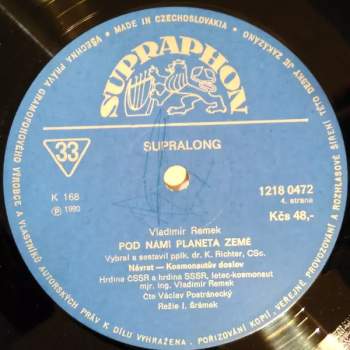 • MADE IN CZECHOSLOVAKIA •
VŠECHNA PRÁVA GRAMOFONOVÉHO VÝROBCE A VLASTNÍKŮ AUTORSKÝCH PRÁV K DÍLU VYHRAŽENA. POŘIZOVÁNÍ KOPIÍ, VEŘEJNÉ PROVOZOVÁNÍ A ROZHLASOVÉ ŠÍŘENÍ TÉTO DESKY JE ZAKÁZÁNO
SUPRAPHON
SUPRALONG
33
K 168
Ⓟ 1980
1218 0472
4. strana
Kčs 48,-
Vladimír Remek
POD NÁMI PLANETA ZEMĚ
Vybral a sestavil pplk. dr. K. Richter, CSc.
Návrat – Kosmonautův doslov
Hrdina ČSSR a hrdina SSSR, letec-kosmonaut
mjr. ing. Vladimír Remek
Čte Václav Postránecký
Režie I. Šrámek